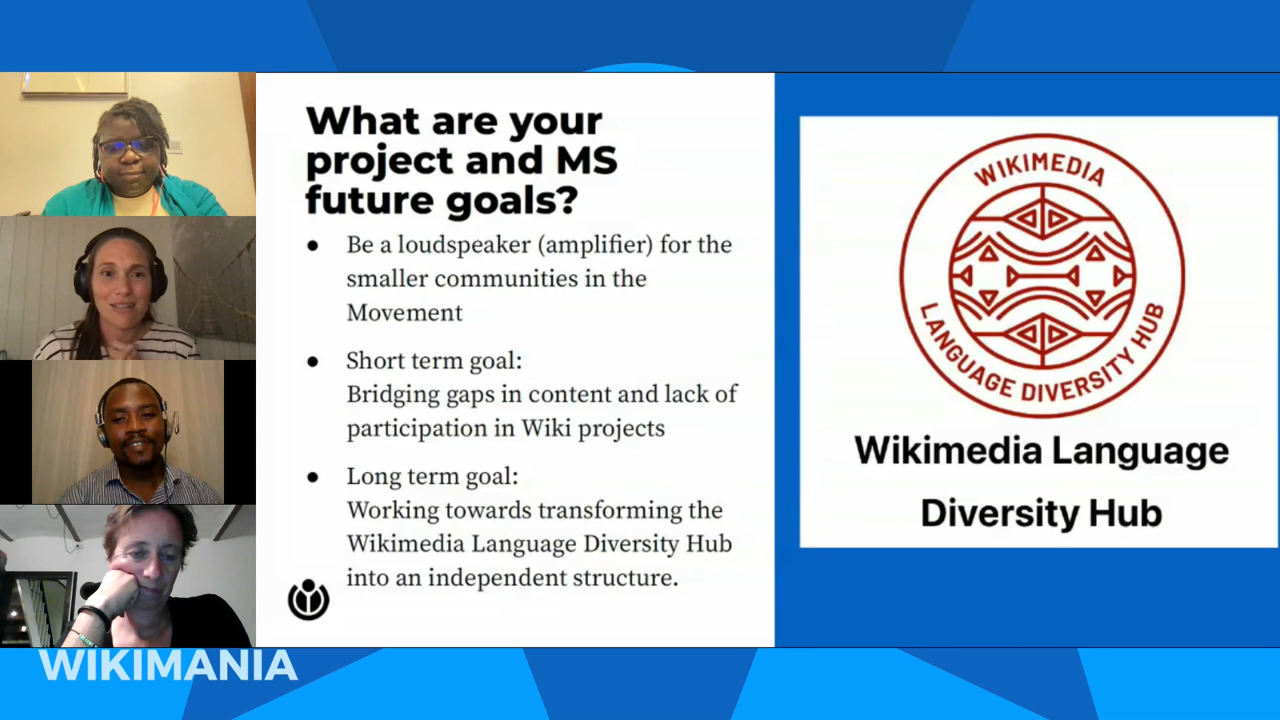 What are your
project and MS
future goals?
● Be a loudspeaker (amplifier) for the
smaller communities in the
Movement
● Short term goal:
Bridging gaps in content and lack of
participation in Wiki projects
● Long term goal:
Working towards transforming the
Wikimedia Language Diversity Hub
into an independent structure.
WIKIMEDIA
LANGUAGE DIVERSITY HUB
Wikimedia Language
Diversity Hub
WIKIMANIA